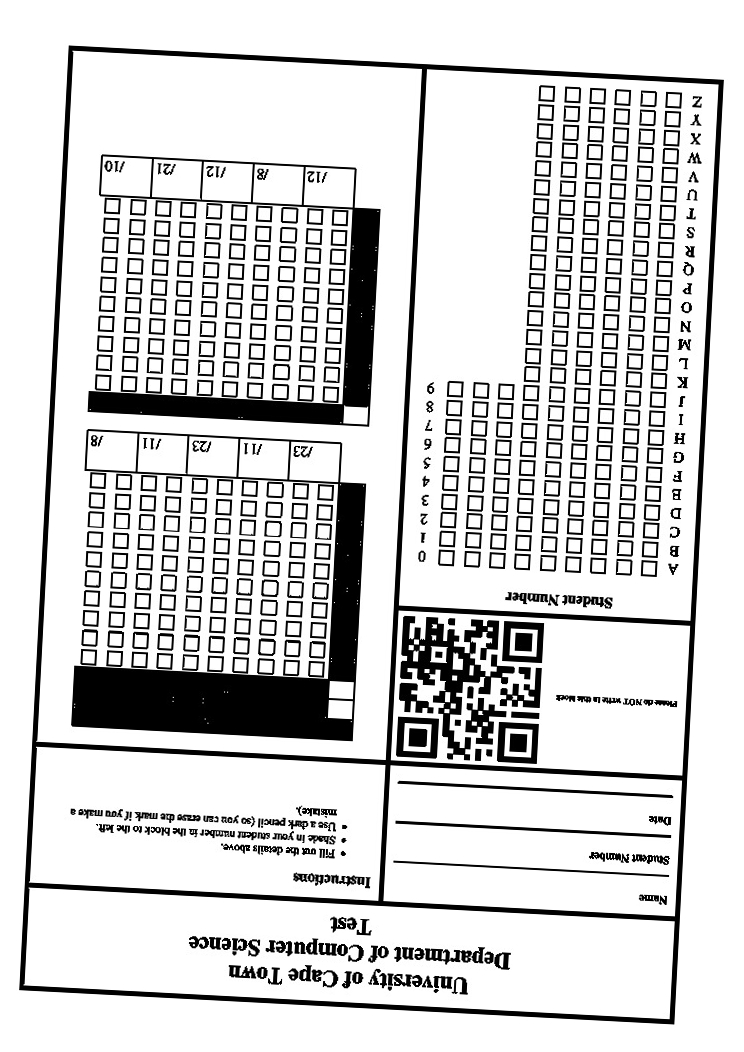 University of Cape Town
Department of Computer Science
Test
Name
Student Number
Date
Instructions
• Fill out the details above.
• Shade in your student number in the block to the left.
• Use a dark pencil (so you can erase the mark if you make a
mistake).
Please do NOT write in this block
Student Number
A 0
B 1
C 2
D 3
E 4
F 5
G 6
H 7
I 8
J 9
K
L
M
N
O
P
Q
R
S
T
U
V
W
X
Y
Z
/23 /11 /23 /11 /8
/12 /8 /12 /21 /10